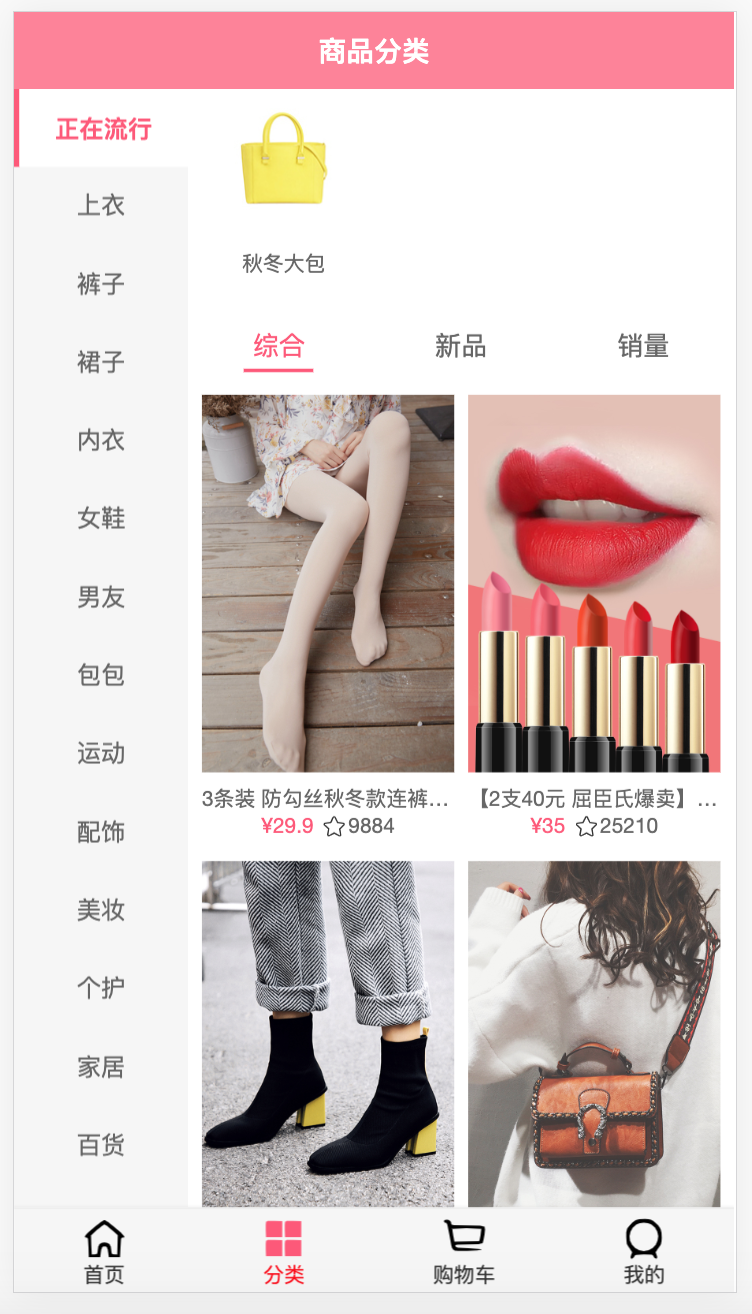 商品分类
正在流行
上衣
裤子
裙子
内衣
女鞋
男友
包包
运动
配饰
美妆
个护
家居
百货
秋冬大包
综合 新品 销量
3条装 防勾丝秋冬款连裤…
¥29.9 9884
【2支40元 屈臣氏爆卖】…
¥35 25210
首页 分类 购物车 我的